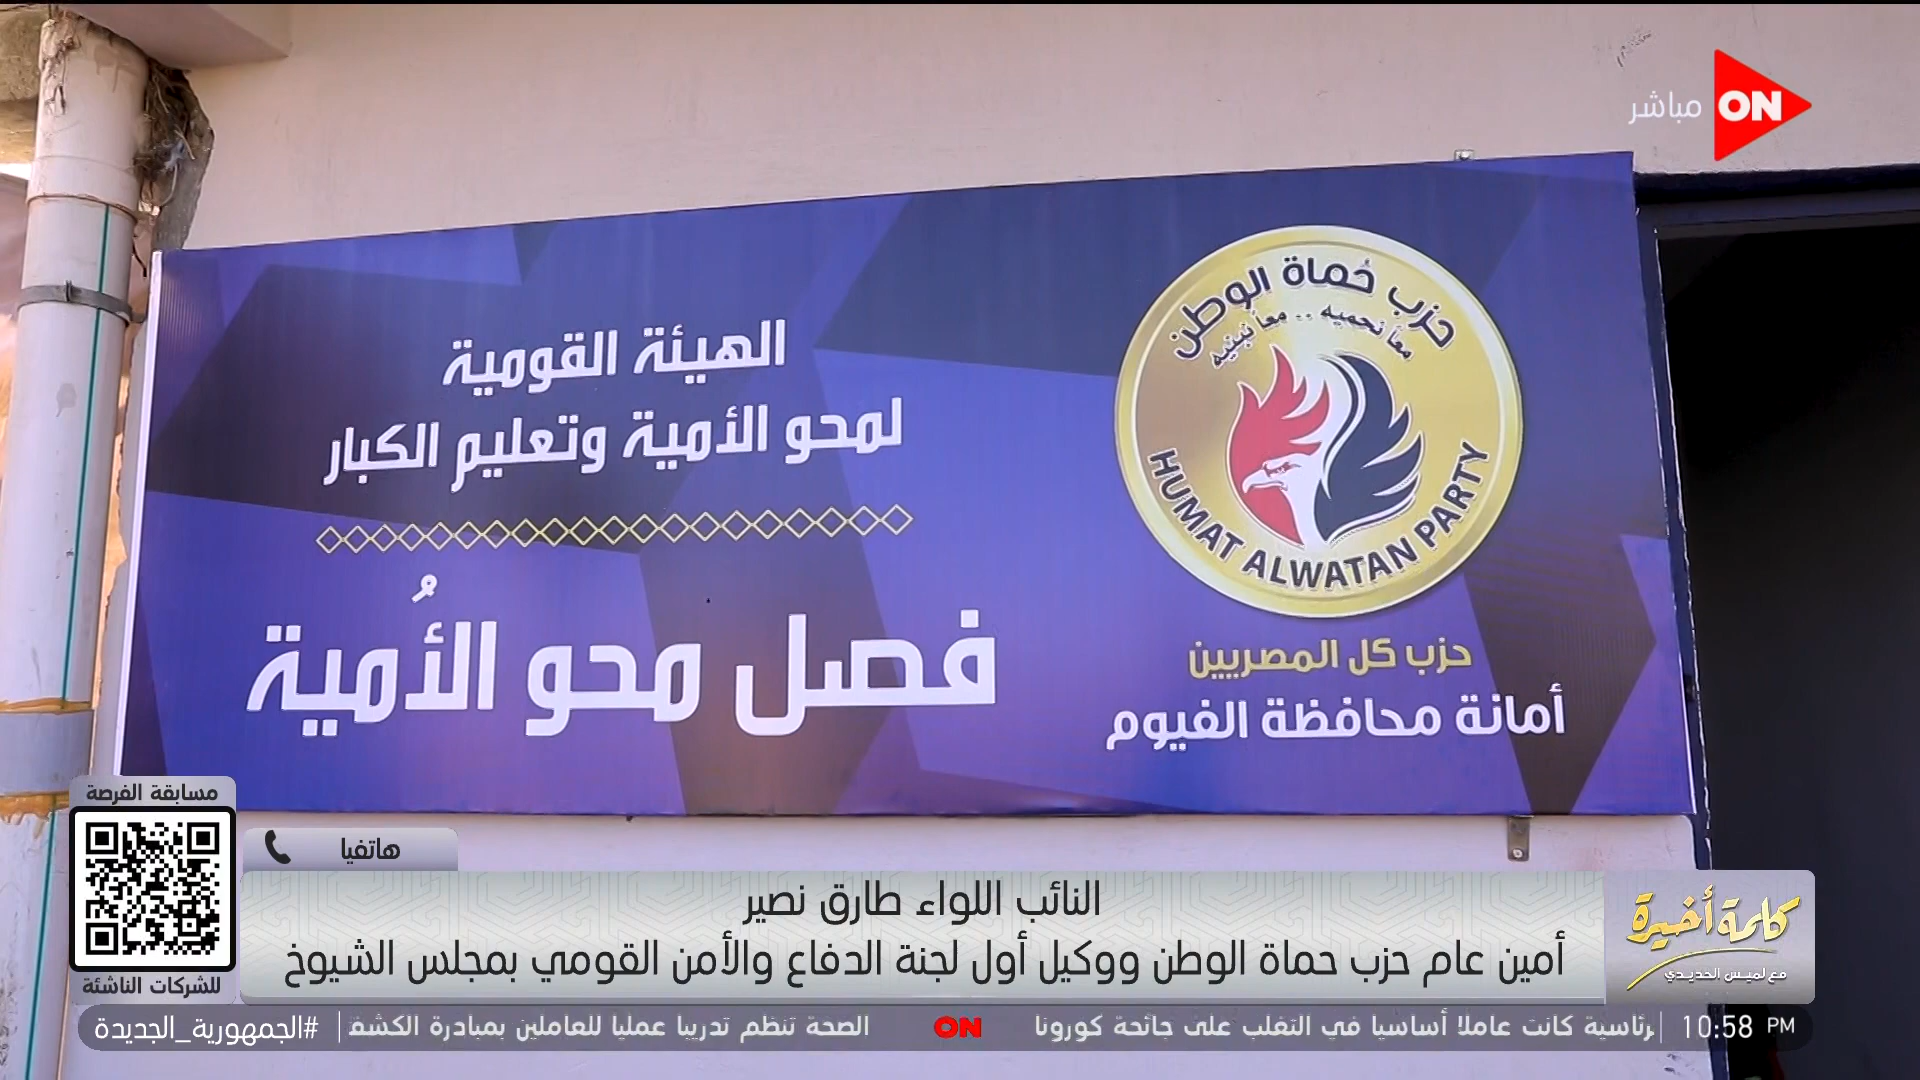 مباشر ON
حزب حُماة الوطن
معاً نحميه .. معاً نبنيه
HUMAT ALWATAN PARTY
حزب كل المصريين
أمانة محافظة الفيوم
الهيئة القومية
لمحو الأمية وتعليم الكبار
فصل محو الأُمية
مسابقة الفرصة
للشركات الناشئة
هاتفيا
النائب اللواء طارق نصير
أمين عام حزب حماة الوطن ووكيل أول لجنة الدفاع والأمن القومي بمجلس الشيوخ
كلمة أخيرة
مع لميس الحديدي
10:58 PM
رئاسية كانت عاملا أساسيا في التغلب على جائحة كورونا ON الصحة تنظم تدريبا عمليا للعاملين بمبادرة الكشف
#الجمهورية_الجديدة